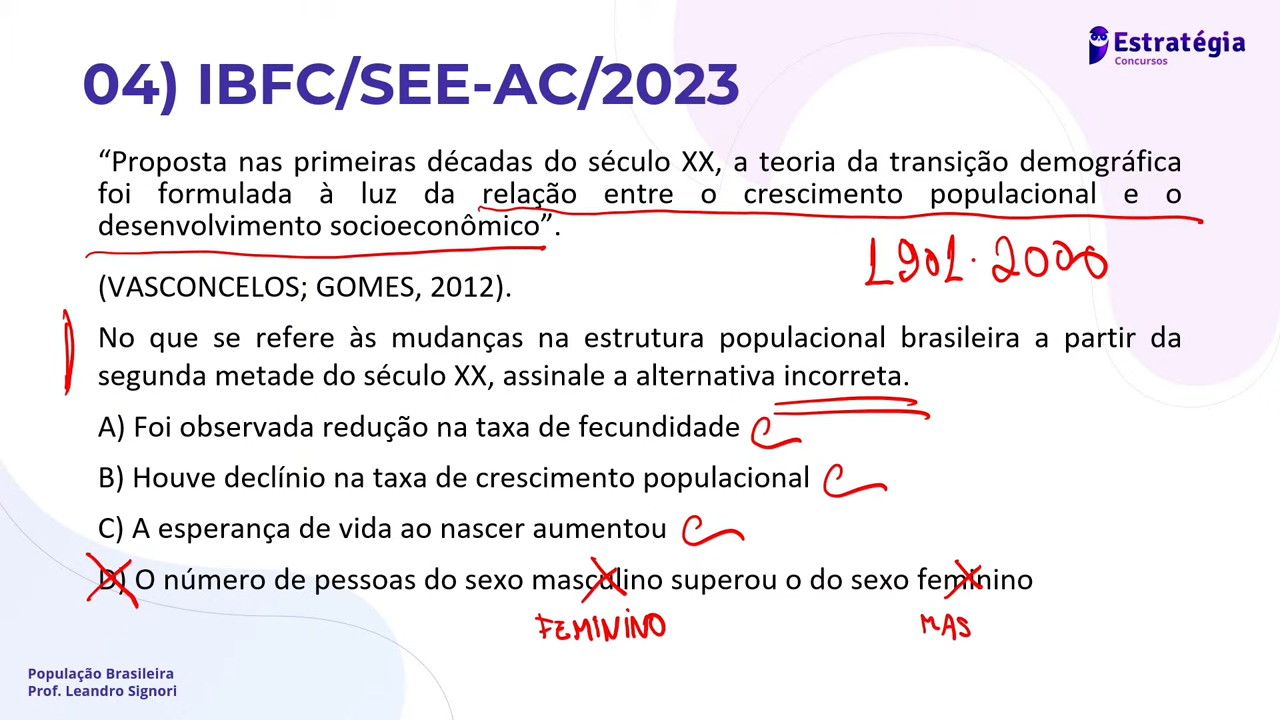 Estratégia
Concursos
04) IBFC/SEE-AC/2023
“Proposta nas primeiras décadas do século XX, a teoria da transição demográfica
foi formulada à luz da relação entre o crescimento populacional e o
desenvolvimento socioeconômico”.
1901. 2000
(VASCONCELOS; GOMES, 2012).
No que se refere às mudanças na estrutura populacional brasileira a partir da
segunda metade do século XX, assinale a alternativa incorreta.
A) Foi observada redução na taxa de fecundidade C
B) Houve declínio na taxa de crescimento populacional C
C) A esperança de vida ao nascer aumentou C
D) O número de pessoas do sexo masculino superou o do sexo feminino
FEMININO MAS
População Brasileira
Prof. Leandro Signori